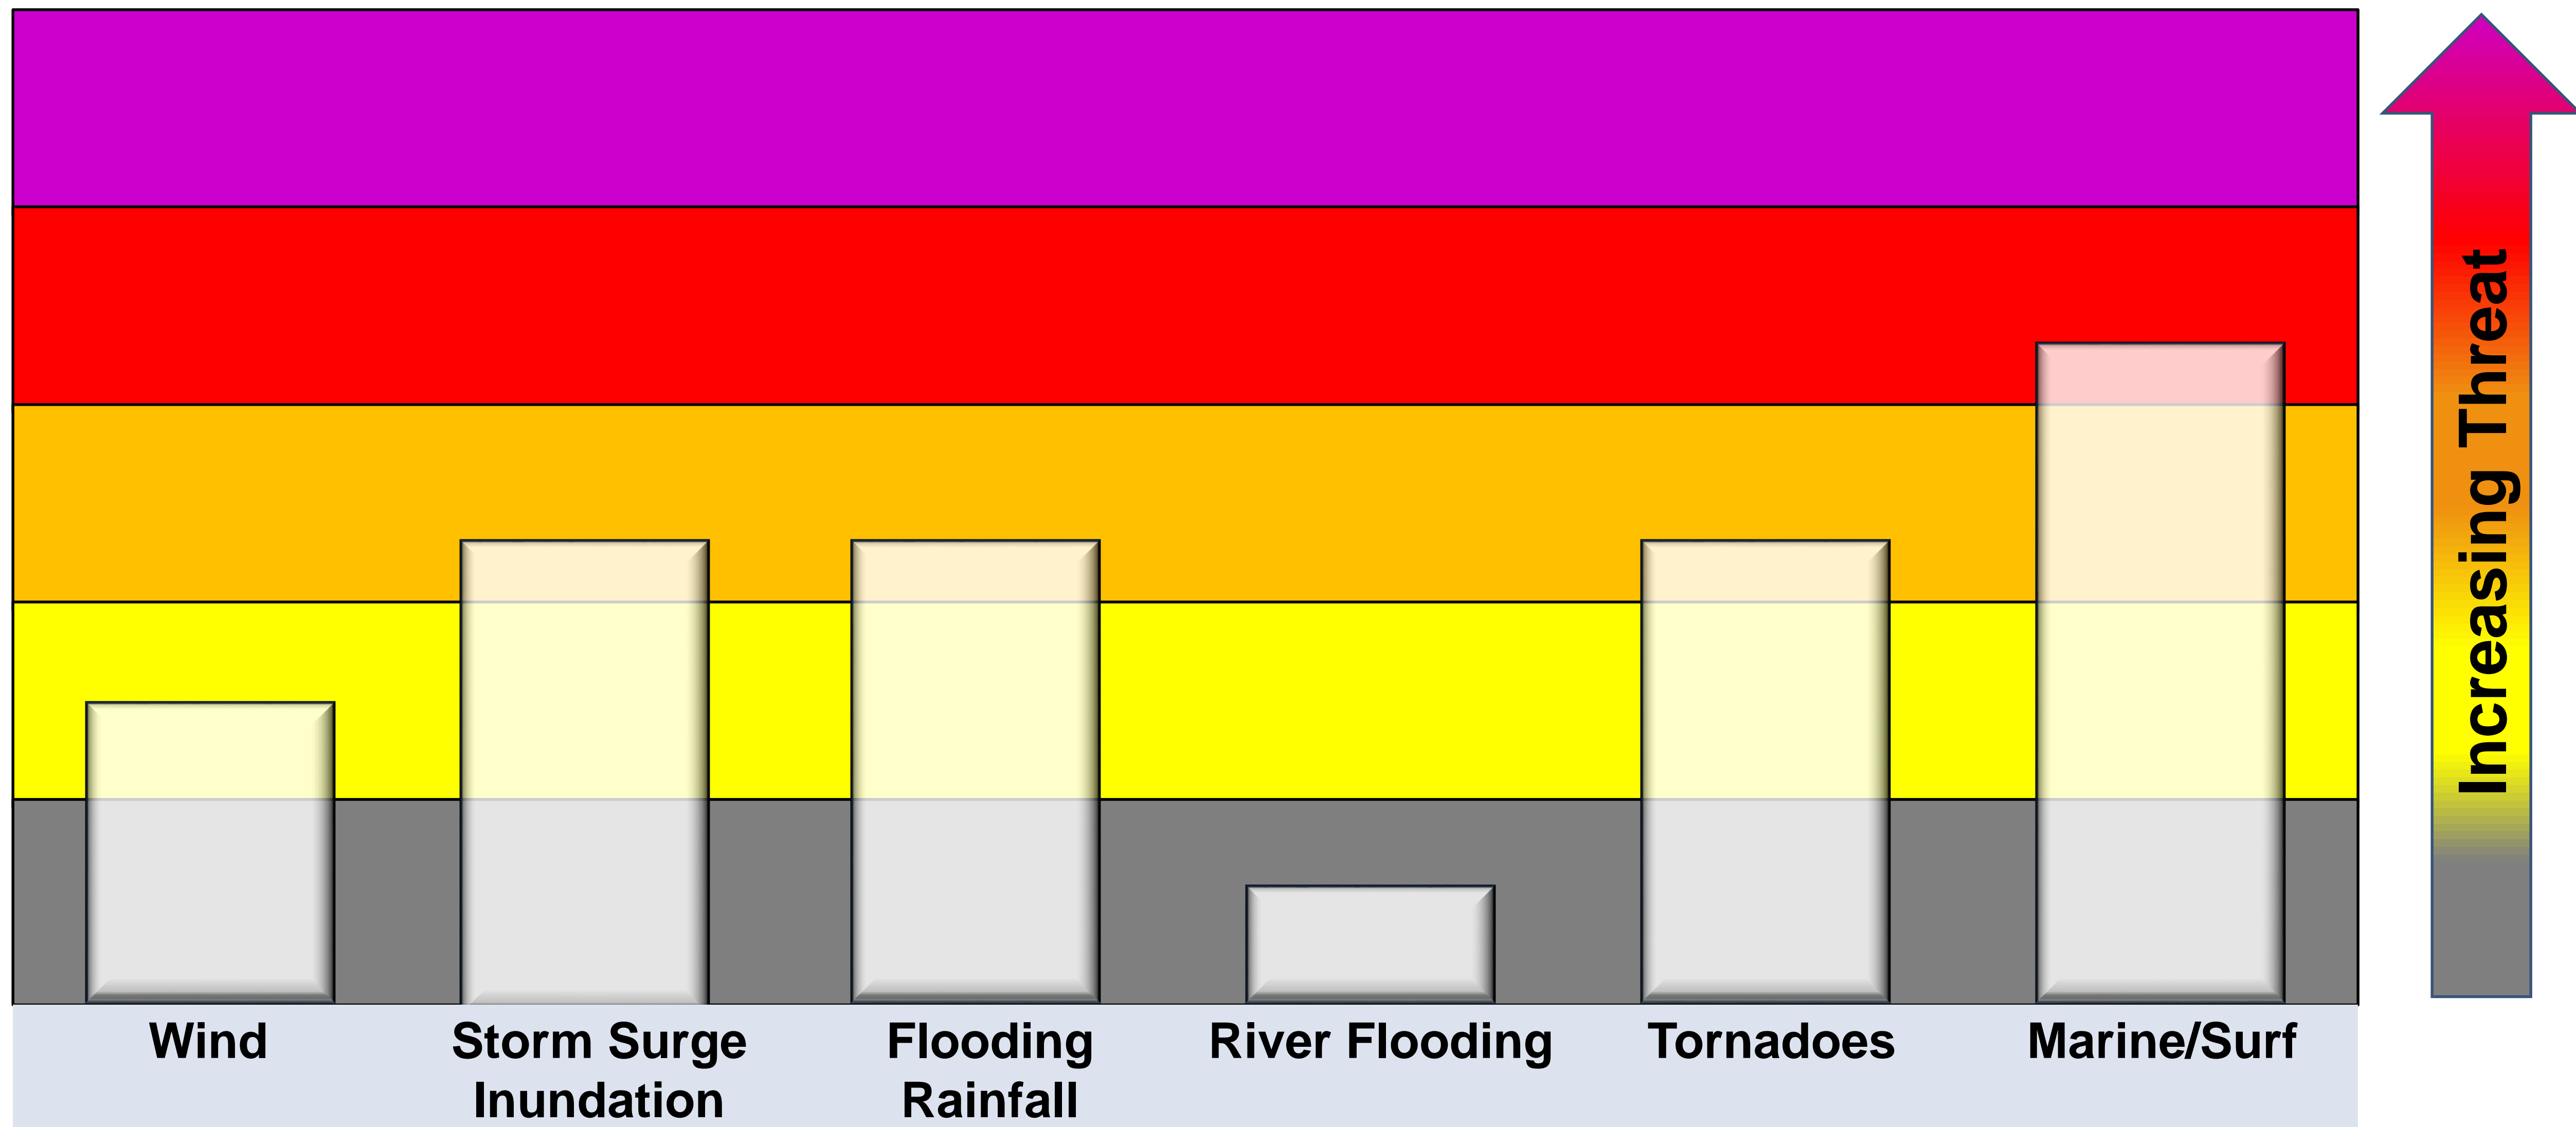 Increasing Threat
Wind
Storm Surge
Inundation
Flooding
Rainfall
River Flooding
Tornadoes
Marine/Surf